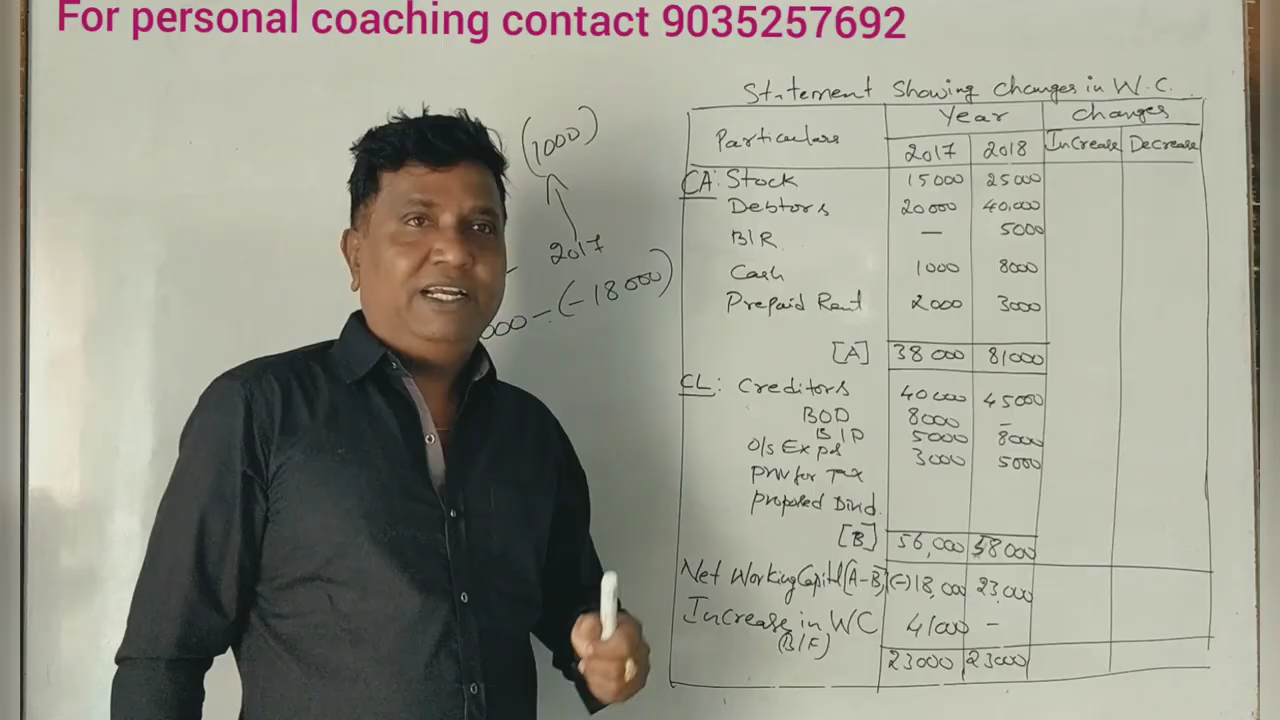 For personal coaching contact 9035257692
(1000)
2017
000 - (-18000)
Statement Showing Changes in W.C.
Particulars Year Changes
2017 2018 Increase Decrease
CA: Stock 15000 25000
Debtors 20000 40,000
B/R — 5000
Cash 1000 8000
Prepaid Rent 2000 3000
[A] 38000 81000
CL: Creditors 40000 45000
BOD 8000 -
B/P 5000 8000
O/s Exps 3000 5000
Prov for Tax
Proposed Divid.
[B] 56,000 58000
Net Working Capital (A-B) (-)18,000 23,000
Increase in WC 41000 -
(B/F)
23000 23000